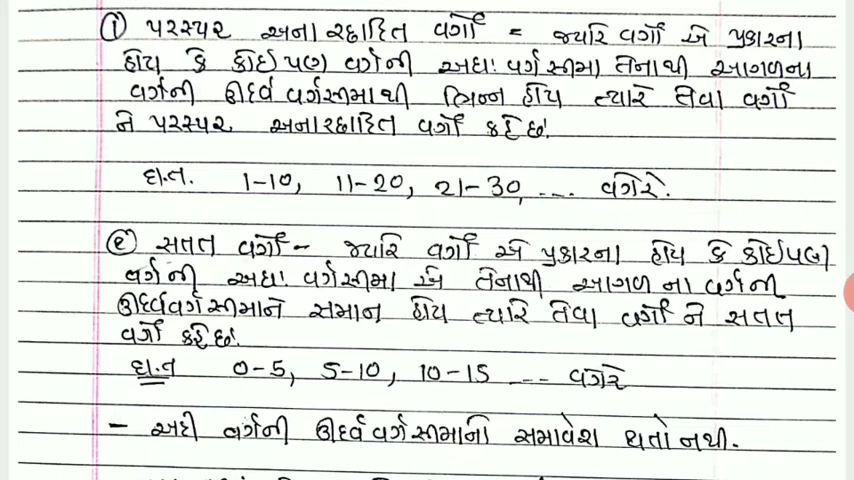 ① પરસ્પર અનાચ્છાદિત વર્ગો = જ્યારે વર્ગો એ પ્રકારના
હોય કે કોઈપણ વર્ગની અધઃ વર્ગસીમા તેનાથી આગળના
વર્ગની ઊર્ધ્વ વર્ગસીમાથી ભિન્ન હોય ત્યારે તેવા વર્ગો
ને પરસ્પર અનાચ્છાદિત વર્ગો કહે છે.
દા.ત. 1-10, 11-20, 21-30, .... વગેરે.
② સતત વર્ગો - જ્યારે વર્ગો એ પ્રકારના હોય કે કોઈપણ
વર્ગની અધઃ વર્ગસીમા એ તેનાથી આગળ ના વર્ગની
ઊર્ધ્વવર્ગસીમાને સમાન હોય ત્યારે તેવા વર્ગો ને સતત
વર્ગો કહે છે.
દા.ત 0-5, 5-10, 10-15 --- વગેરે
- અહી વર્ગની ઊર્ધ્વ વર્ગસીમાનો સમાવેશ થતો નથી.